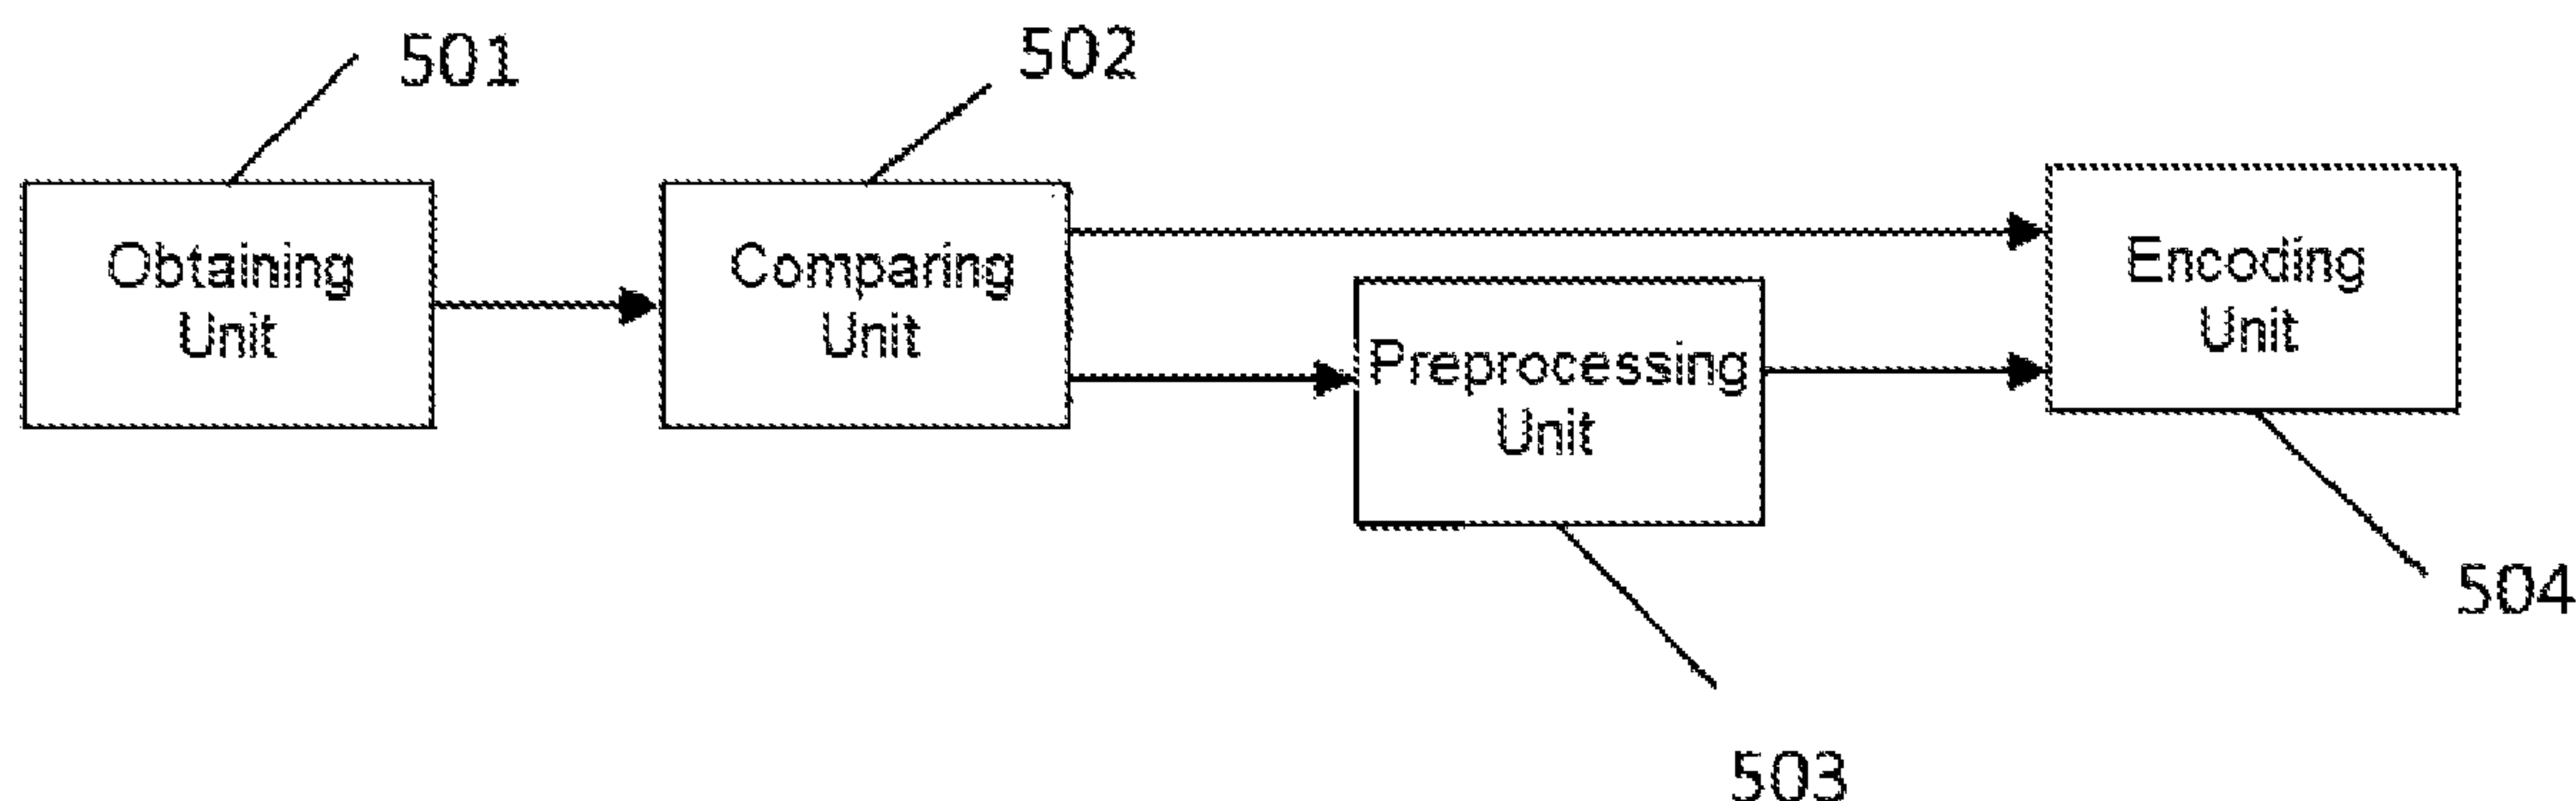 501
502
Obtaining
Unit
Comparing
Unit
Preprocessing
Unit
Encoding
Unit
504
503